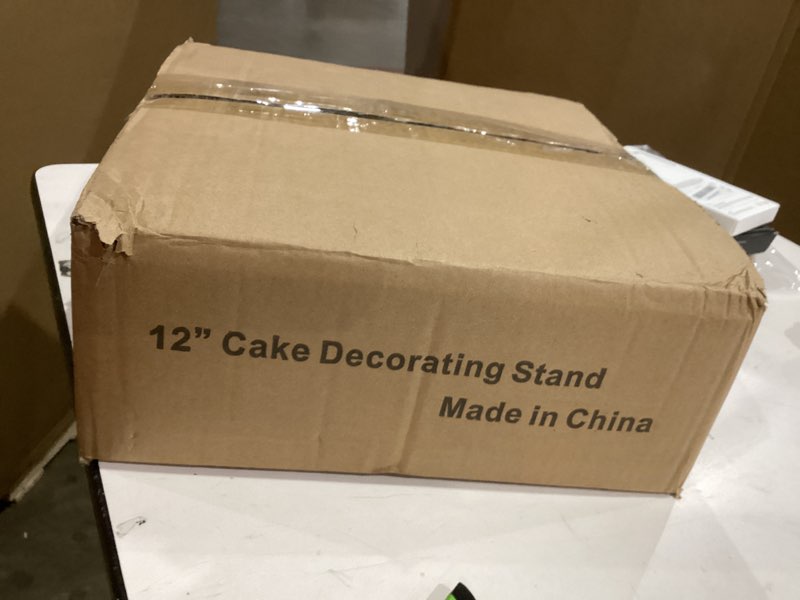 12” Cake Decorating Stand
Made in China